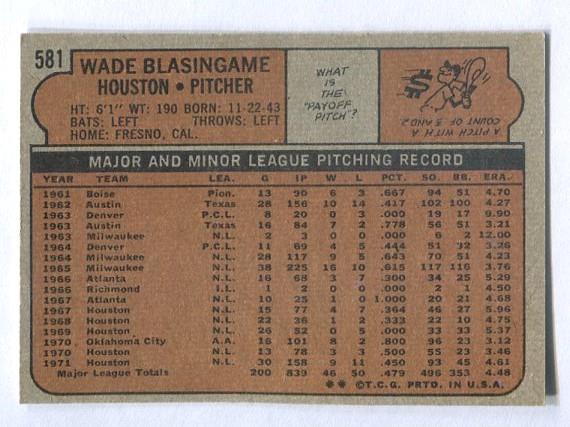 581
WADE BLASINGAME
HOUSTON • PITCHER
HT: 6'1" WT: 190 BORN: 11-22-43
BATS: LEFT THROWS: LEFT
HOME: FRESNO, CAL.
WHAT
IS
THE
"PAYOFF
PITCH"?
A PITCH WITH A
COUNT OF 3 AND 2
MAJOR AND MINOR LEAGUE PITCHING RECORD
YEAR TEAM LEA. G IP W L PCT. SO. BB. ERA.
1961 Boise Pion. 13 90 6 3 .667 94 51 4.70
1962 Austin Texas 28 156 10 14 .417 102 100 4.27
1963 Denver P.C.L. 8 20 0 3 .000 19 17 9.90
1963 Austin Texas 16 84 7 2 .778 56 51 3.21
1963 Milwaukee N.L. 2 3 0 0 .000 6 2 12.00
1964 Denver P.C.L. 11 69 4 5 .444 51 32 3.26
1964 Milwaukee N.L. 28 117 9 5 .643 70 51 4.23
1965 Milwaukee N.L. 38 225 16 10 .615 117 116 3.76
1966 Atlanta N.L. 16 68 3 7 .300 34 25 5.29
1966 Richmond I.L. 1 2 0 0 .000 2 1 4.50
1967 Atlanta N.L. 10 25 1 0 1.000 20 21 4.68
1967 Houston N.L. 15 77 4 7 .364 46 27 5.96
1968 Houston N.L. 22 36 1 2 .333 22 10 4.75
1969 Houston N.L. 26 52 0 5 .000 33 33 5.37
1970 Oklahoma City A.A. 16 101 8 2 .800 96 23 3.12
1970 Houston N.L. 13 78 3 3 .500 55 23 3.46
1971 Houston N.L. 30 158 9 11 .450 93 45 4.61
Major League Totals 200 839 46 50 .479 496 353 4.48
** © T.C.G. PRTD. IN U.S.A.